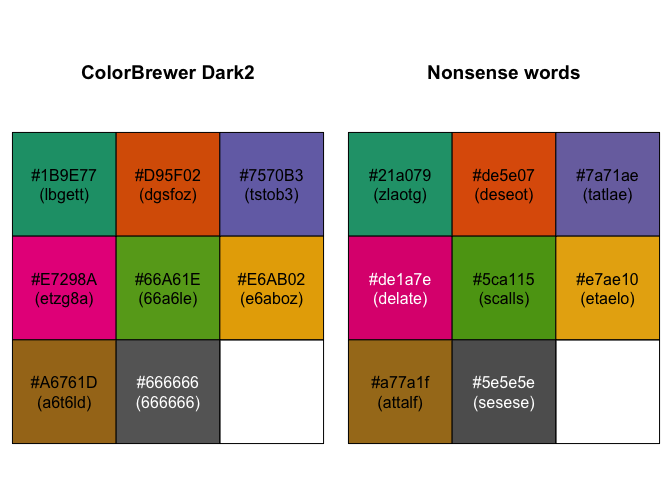 ColorBrewer Dark2
#1B9E77
(lbgett)
#D95F02
(dgsfoz)
#7570B3
(tstob3)
#E7298A
(etzg8a)
#66A61E
(66a6le)
#E6AB02
(e6aboz)
#A6761D
(a6t6ld)
#666666
(666666)
Nonsense words
#21a079
(zlaotg)
#de5e07
(deseot)
#7a71ae
(tatlae)
#de1a7e
(delate)
#5ca115
(scalls)
#e7ae10
(etaelo)
#a77a1f
(attalf)
#5e5e5e
(sesese)